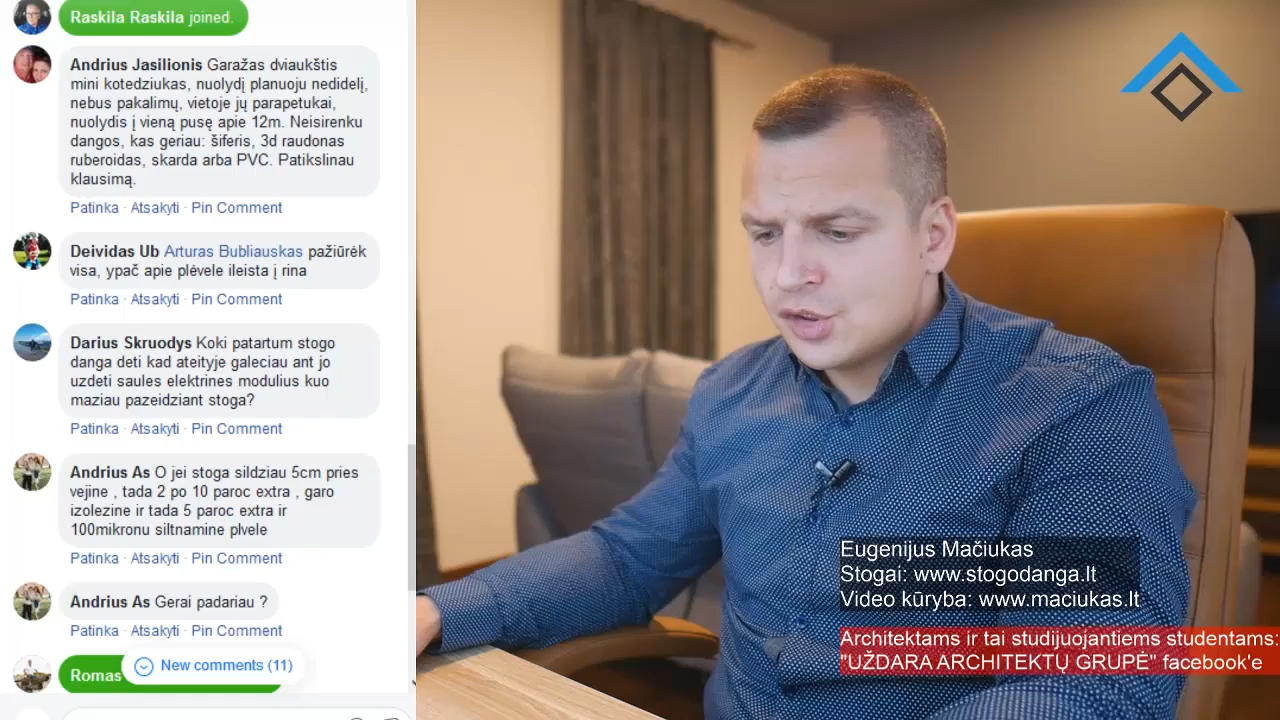 Raskila Raskila joined.
Andrius Jasilionis Garažas dviaukštis
mini kotedziukas, nuolydį planuoju nedidelį,
nebus pakalimų, vietoje jų parapetukai,
nuolydis į vieną pusę apie 12m. Neisirenku
dangos, kas geriau: šiferis, 3d raudonas
ruberoidas, skarda arba PVC. Patikslinau
klausimą.
Patinka · Atsakyti · Pin Comment
Deividas Ub Arturas Bubliauskas pažiūrėk
visa, ypač apie plėvele ileista į rina
Patinka · Atsakyti · Pin Comment
Darius Skruodys Koki patartum stogo
danga deti kad ateityje galeciau ant jo
uzdeti saules elektrines modulius kuo
maziau pazeidziant stoga?
Patinka · Atsakyti · Pin Comment
Andrius As O jei stoga sildziau 5cm pries
vejine , tada 2 po 10 paroc extra , garo
izolezine ir tada 5 paroc extra ir
100mikronu siltnamine plvele
Patinka · Atsakyti · Pin Comment
Andrius As Gerai padariau ?
Patinka · Atsakyti · Pin Comment
Romas
New comments (11)
Eugenijus Mačiukas
Stogai: www.stogodanga.lt
Video kūryba: www.maciukas.lt
Architektams ir tai studijuojantiems studentams:
"UŽDARA ARCHITEKTŲ GRUPĖ" facebook'e